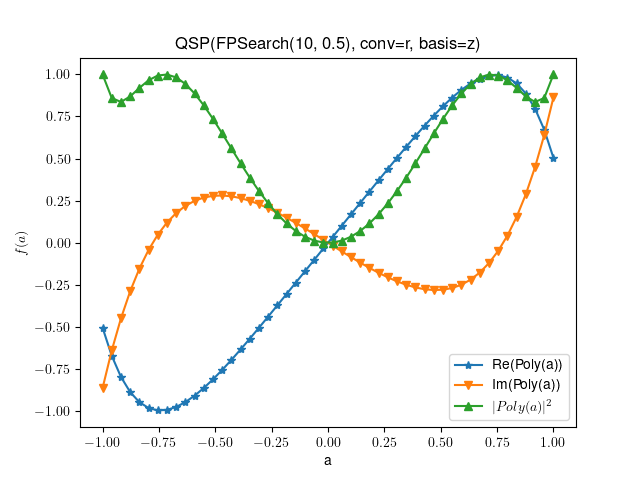 QSP(FPSearch(10, 0.5), conv=r, basis=z)
1.00
0.75
0.50
0.25
0.00
−0.25
−0.50
−0.75
−1.00
f(a)
−1.00 −0.75 −0.50 −0.25 0.00 0.25 0.50 0.75 1.00
a
Re(Poly(a))
Im(Poly(a))
|Poly(a)|²